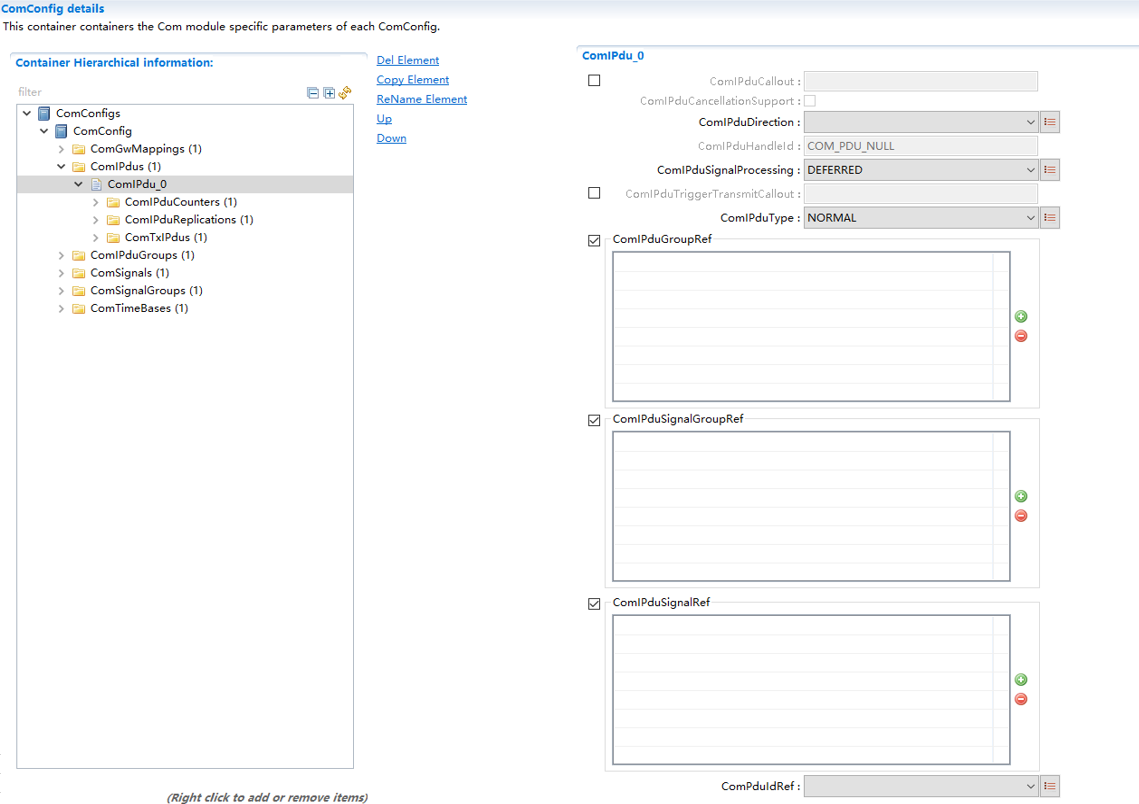 ComConfig details
This container containers the Com module specific parameters of each ComConfig.
Container Hierarchical information:
filter
ComConfigs
ComConfig
ComGwMappings (1)
ComIPdus (1)
ComIPdu_0
ComIPduCounters (1)
ComIPduReplications (1)
ComTxIPdus (1)
ComIPduGroups (1)
ComSignals (1)
ComSignalGroups (1)
ComTimeBases (1)
(Right click to add or remove items)
Del Element
Copy Element
ReName Element
Up
Down
ComIPdu_0
ComIPduCallout :
ComIPduCancellationSupport :
ComIPduDirection :
ComIPduHandleId : COM_PDU_NULL
ComIPduSignalProcessing : DEFERRED
ComIPduTriggerTransmitCallout :
ComIPduType : NORMAL
ComIPduGroupRef
ComIPduSignalGroupRef
ComIPduSignalRef
ComPduIdRef :